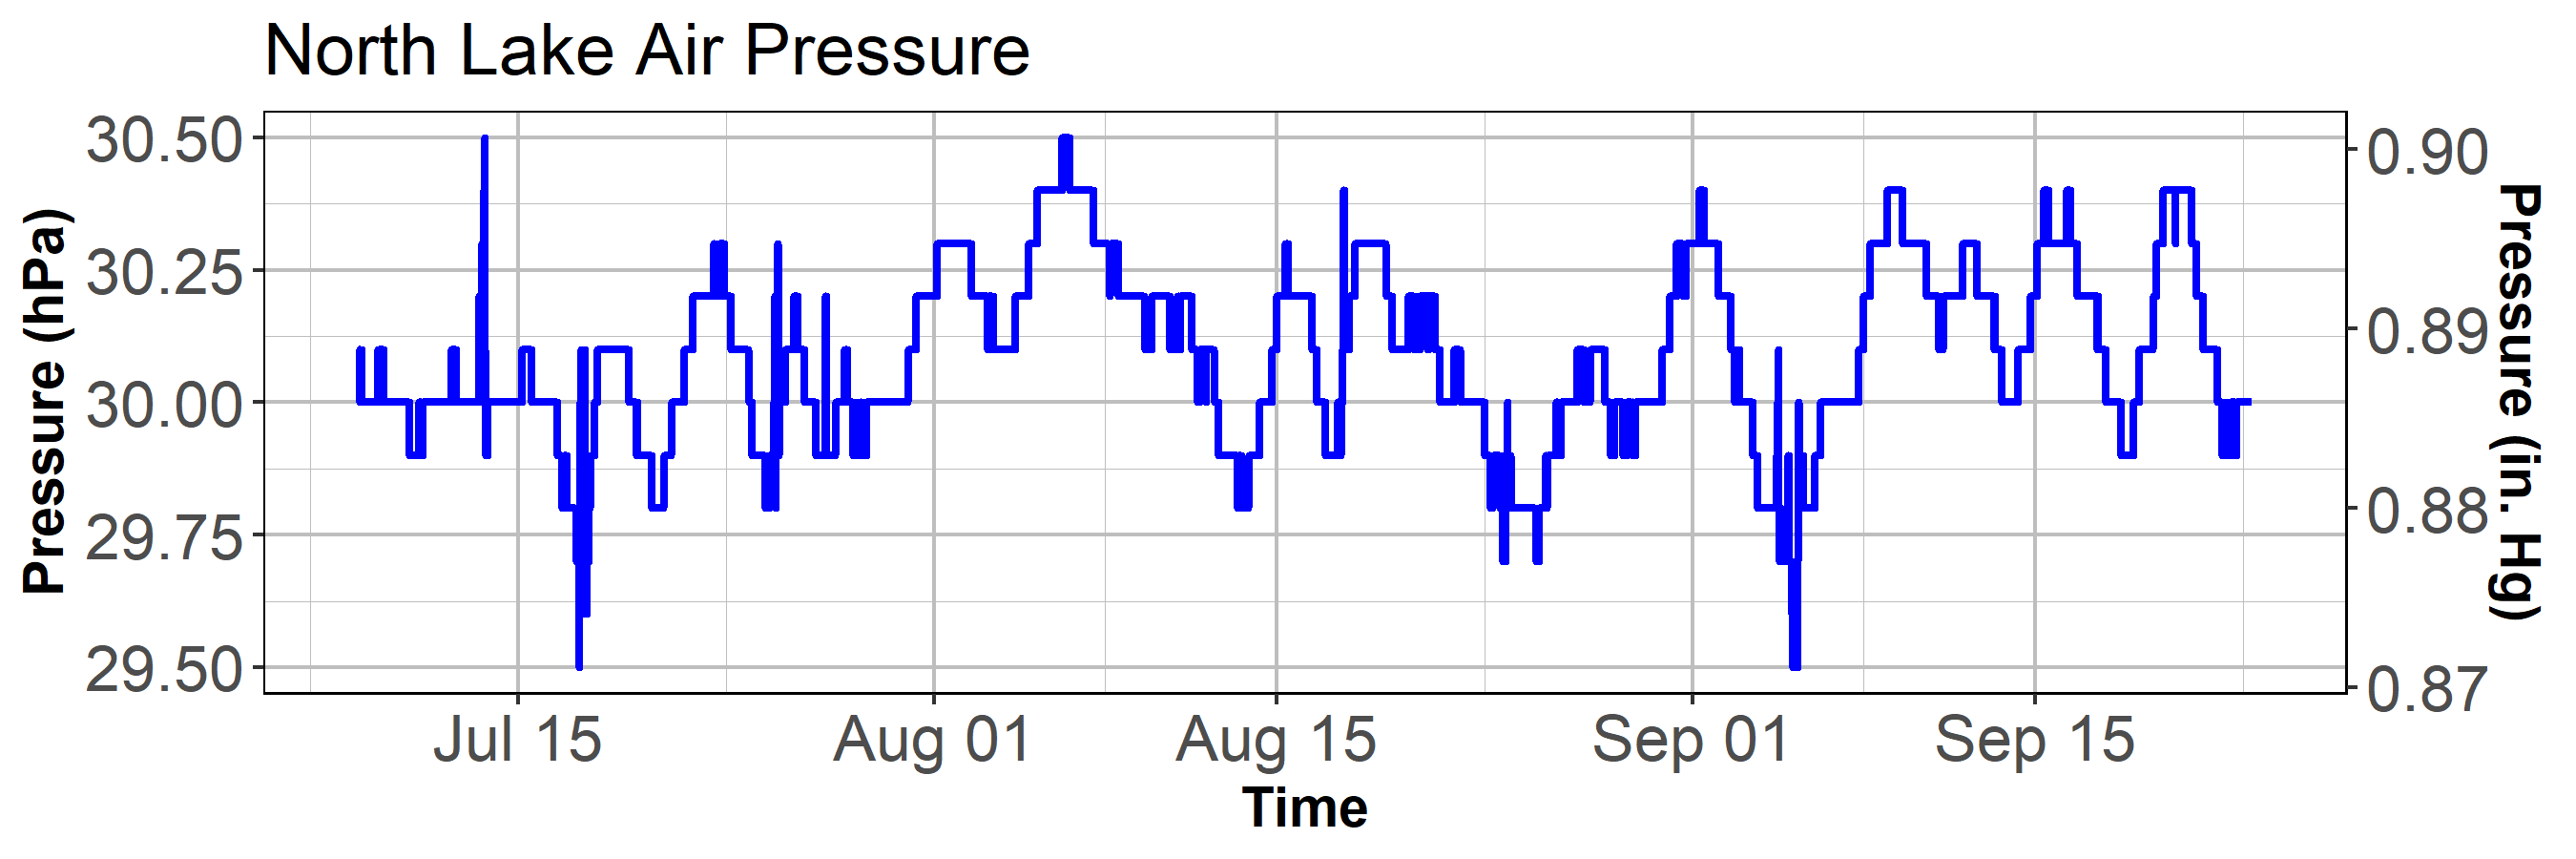 North Lake Air Pressure
Pressure (hPa)
30.50
30.25
30.00
29.75
29.50
0.90
0.89
0.88
0.87
Pressure (in. Hg)
Jul 15
Aug 01
Aug 15
Sep 01
Sep 15
Time